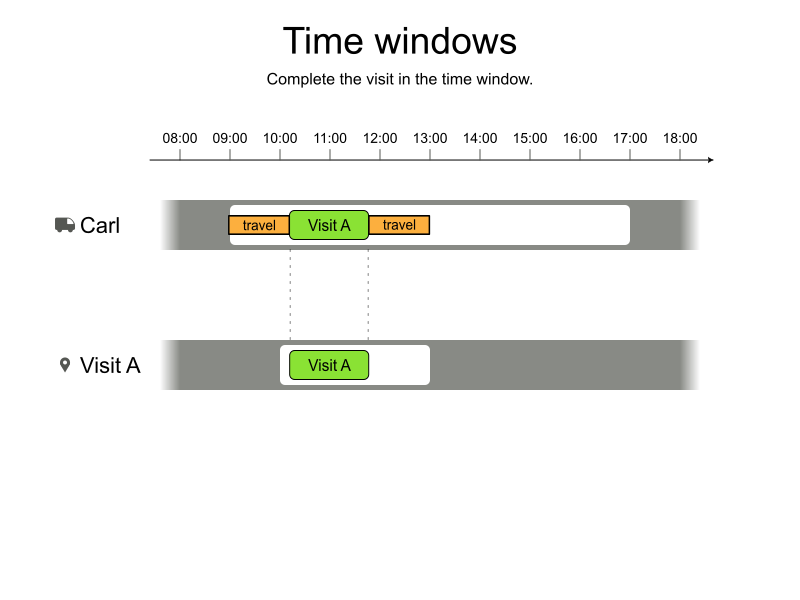 Time windows
Complete the visit in the time window.
08:00 09:00 10:00 11:00 12:00 13:00 14:00 15:00 16:00 17:00 18:00
Carl travel Visit A travel
Visit A Visit A